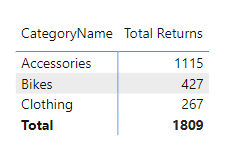 CategoryName Total Returns
Accessories 1115
Bikes 427
Clothing 267
Total 1809